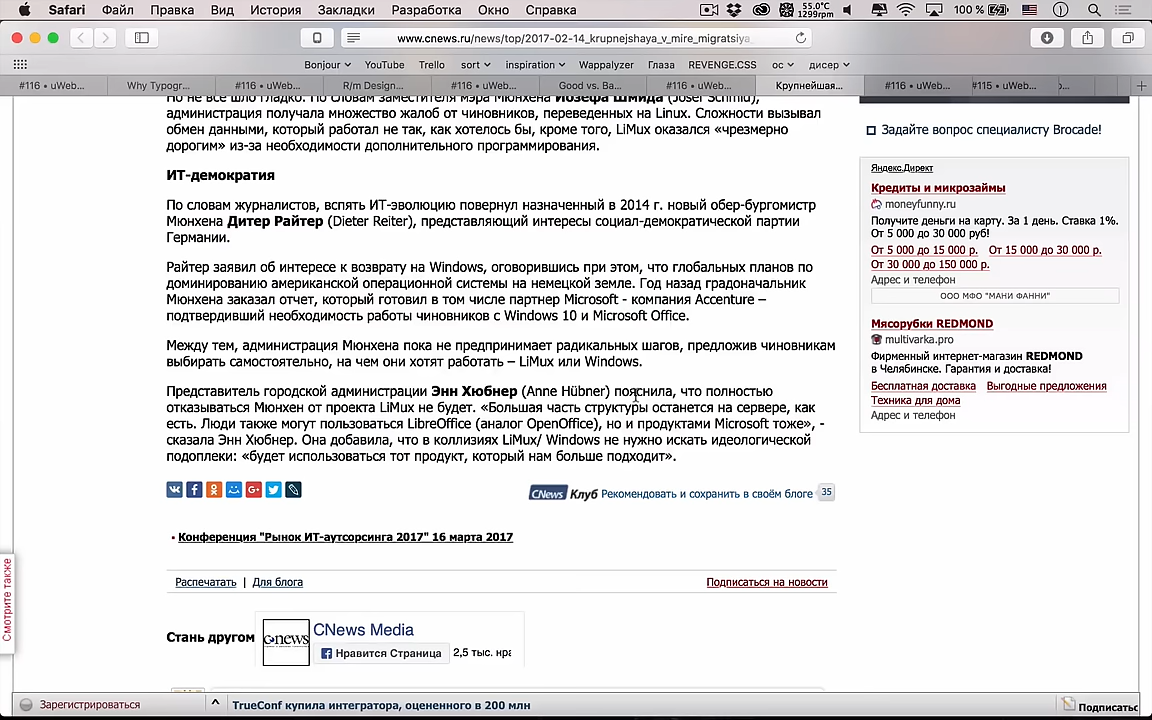 Safari Файл Правка Вид История Закладки Разработка Окно Справка 55.0°C 1299rpm 100 %
www.cnews.ru/news/top/2017-02-14_krupnejshaya_v_mire_migratsiya_
Bonjour YouTube Trello sort inspiration Wappalyzer Глаза REVENGE.CSS ос дисер
#116 • uWeb... Why Typogr... #116 • uWeb... R/m Design... #116 • uWeb... Good vs. Ba... #116 • uWeb... Крупнейшая... #116 • uWeb... #115 • uWeb...
Но не все шло гладко. По словам заместителя мэра Мюнхена Йозефа Шмида (Josef Schmid),
администрация получала множество жалоб от чиновников, переведенных на Linux. Сложности вызывал
обмен данными, который работал не так, как хотелось бы, кроме того, LiMux оказался «чрезмерно
дорогим» из-за необходимости дополнительного программирования.
ИТ-демократия
По словам журналистов, вспять ИТ-эволюцию повернул назначенный в 2014 г. новый обер-бургомистр
Мюнхена Дитер Райтер (Dieter Reiter), представляющий интересы социал-демократической партии
Германии.
Райтер заявил об интересе к возврату на Windows, оговорившись при этом, что глобальных планов по
доминированию американской операционной системы на немецкой земле. Год назад градоначальник
Мюнхена заказал отчет, который готовил в том числе партнер Microsoft - компания Accenture –
подтвердивший необходимость работы чиновников с Windows 10 и Microsoft Office.
Между тем, администрация Мюнхена пока не предпринимает радикальных шагов, предложив чиновникам
выбирать самостоятельно, на чем они хотят работать – LiMux или Windows.
Представитель городской администрации Энн Хюбнер (Anne Hübner) пояснила, что полностью
отказываться Мюнхен от проекта LiMux не будет. «Большая часть структуры останется на сервере, как
есть. Люди также могут пользоваться LibreOffice (аналог OpenOffice), но и продуктами Microsoft тоже», -
сказала Энн Хюбнер. Она добавила, что в коллизиях LiMux/ Windows не нужно искать идеологической
подоплеки: «будет использоваться тот продукт, который нам больше подходит».
CNews Клуб Рекомендовать и сохранить в своём блоге 35
Конференция "Рынок ИТ-аутсорсинга 2017" 16 марта 2017
Распечатать | Для блога Подписаться на новости
Стань другом
c·news
CNews Media
Нравится Страница 2,5 тыс. нра
Задайте вопрос специалисту Brocade!
Яндекс.Директ
Кредиты и микрозаймы
moneyfunny.ru
Получите деньги на карту. За 1 день. Ставка 1%.
От 5 000 до 30 000 руб!
От 5 000 до 15 000 р. От 15 000 до 30 000 р.
От 30 000 до 150 000 р.
Адрес и телефон
ООО МФО "МАНИ ФАННИ"
Мясорубки REDMOND
multivarka.pro
Фирменный интернет-магазин REDMOND
в Челябинске. Гарантия и доставка!
Бесплатная доставка Выгодные предложения
Техника для дома
Адрес и телефон
Смотрите также
Зарегистрироваться ^ TrueConf купила интегратора, оцененного в 200 млн Подписатьс